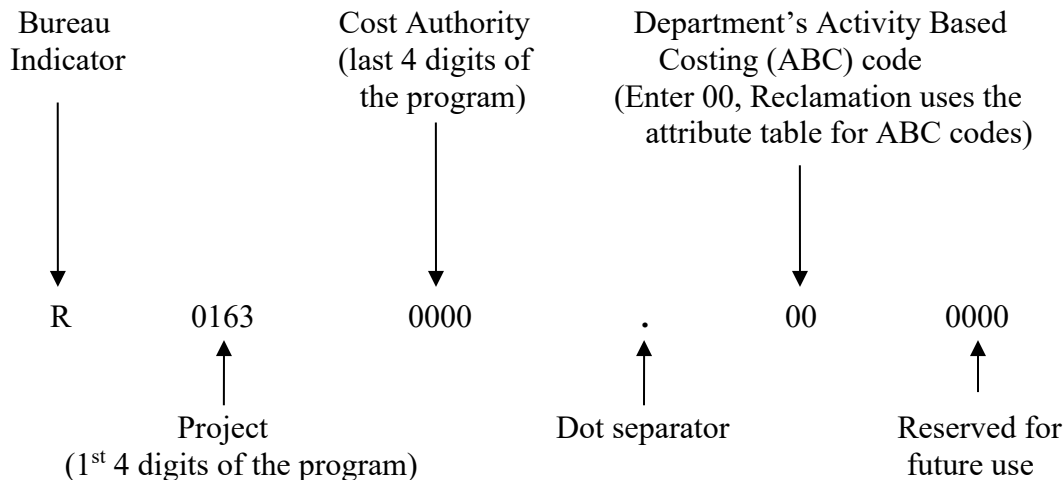 Bureau
Indicator
Cost Authority
(last 4 digits of
the program)
Department’s Activity Based
Costing (ABC) code
(Enter 00, Reclamation uses the
attribute table for ABC codes)
R 0163 0000 . 00 0000
Project
(1st 4 digits of the program)
Dot separator
Reserved for
future use